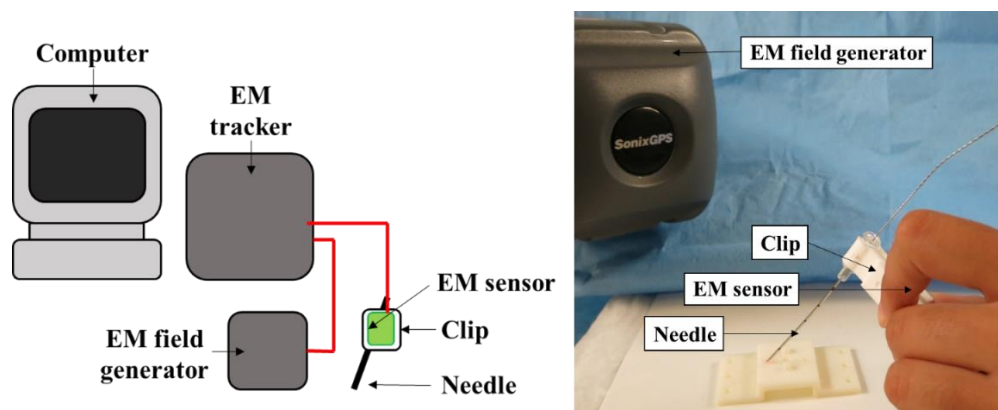 Computer
EM
tracker
EM sensor
Clip
EM field
generator
Needle
EM field generator
SonixGPS
Clip
EM sensor
Needle